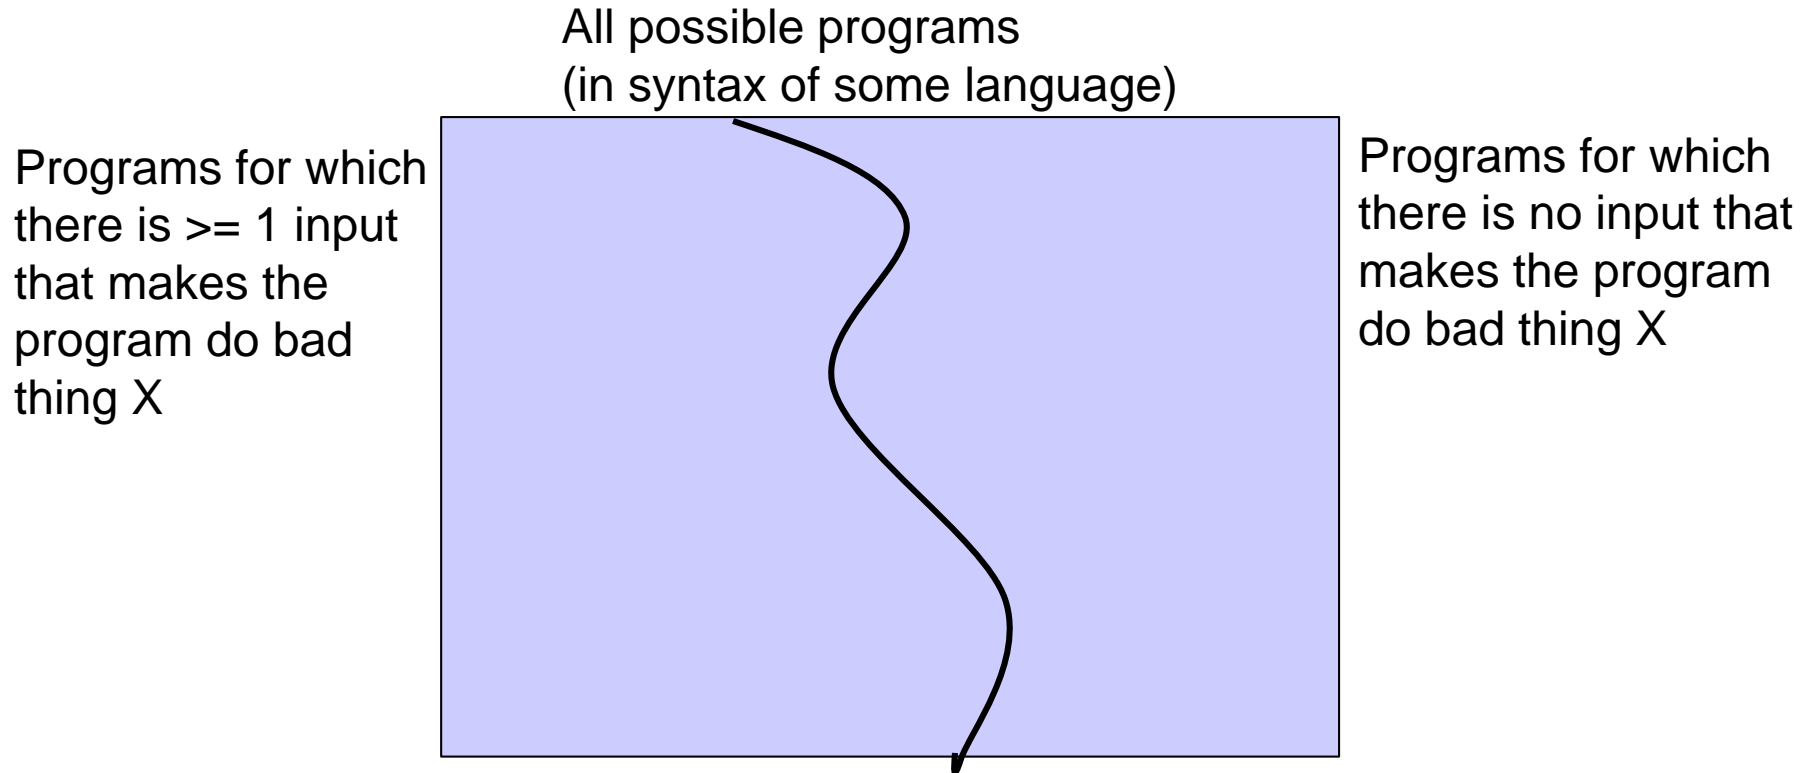 All possible programs
(in syntax of some language)
Programs for which
there is >= 1 input
that makes the
program do bad
thing X
Programs for which
there is no input that
makes the program
do bad thing X